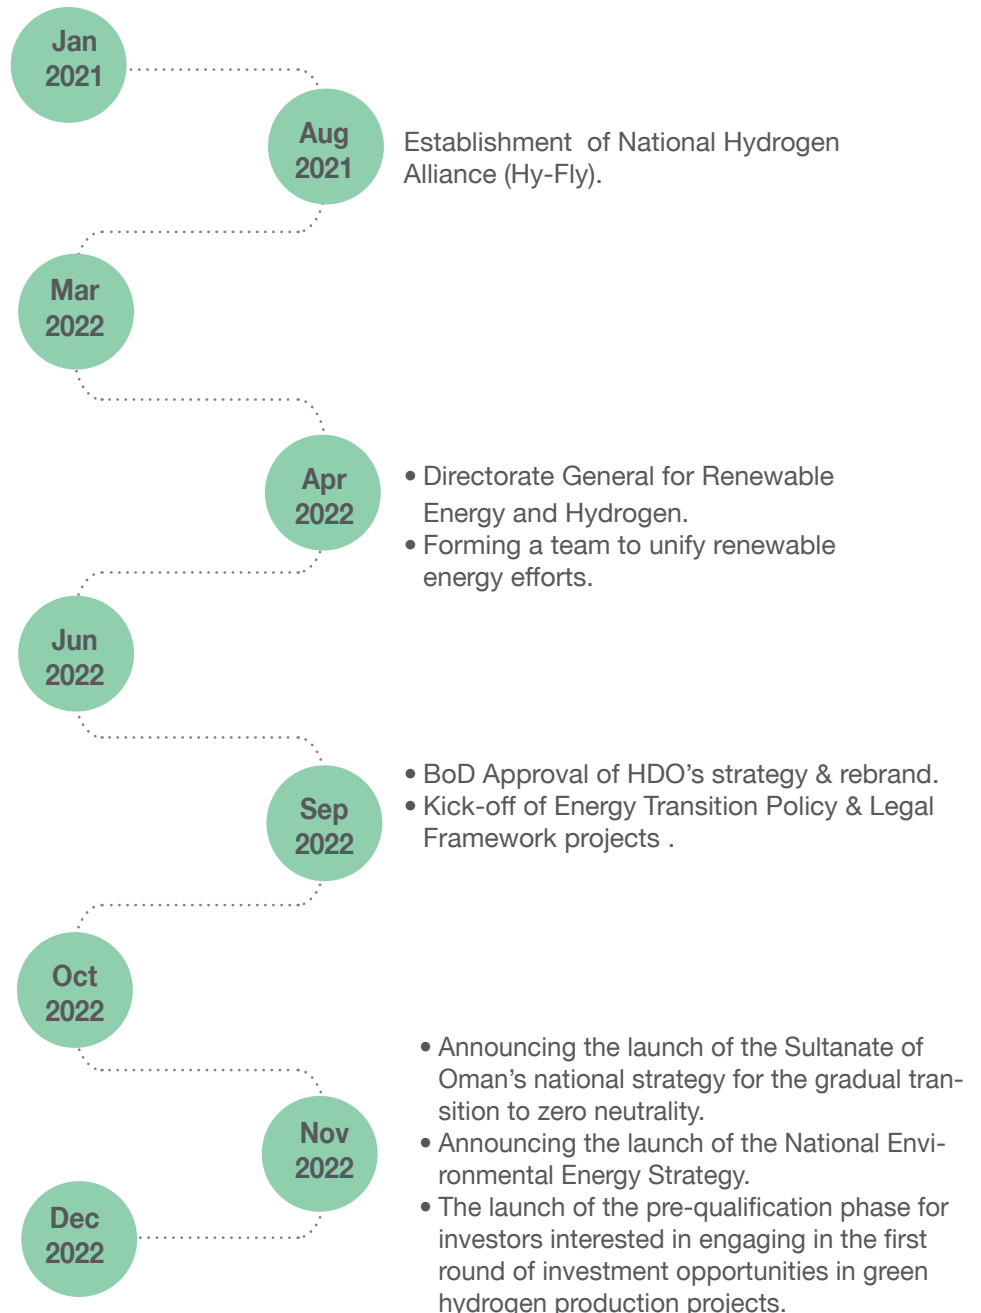 Jan
2021
Aug
2021
Establishment of National Hydrogen
Alliance (Hy-Fly).
Mar
2022
Apr
2022
• Directorate General for Renewable
Energy and Hydrogen.
• Forming a team to unify renewable
energy efforts.
Jun
2022
Sep
2022
• BoD Approval of HDO’s strategy & rebrand.
• Kick-off of Energy Transition Policy & Legal
Framework projects .
Oct
2022
Nov
2022
• Announcing the launch of the Sultanate of
Oman’s national strategy for the gradual tran-
sition to zero neutrality.
• Announcing the launch of the National Envi-
ronmental Energy Strategy.
• The launch of the pre-qualification phase for
investors interested in engaging in the first
round of investment opportunities in green
hydrogen production projects.
Dec
2022